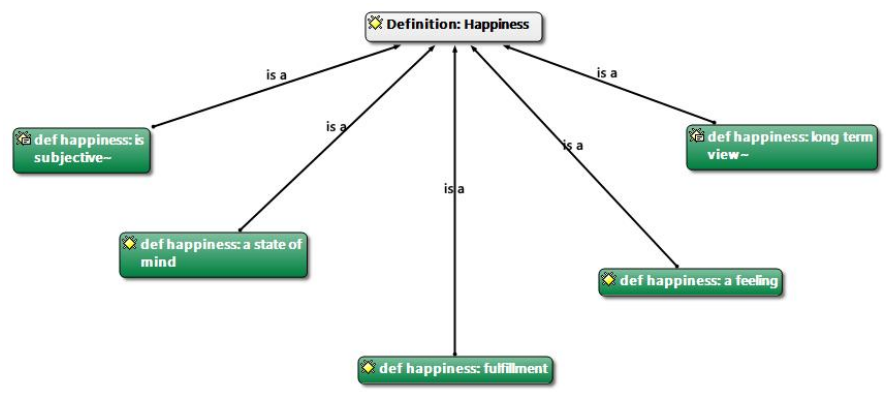 Definition: Happiness
is a
is a
is a
is a
is a
def happiness: is
subjective~
def happiness: long term
view~
def happiness: a state of
mind
def happiness: a feeling
def happiness: fulfillment